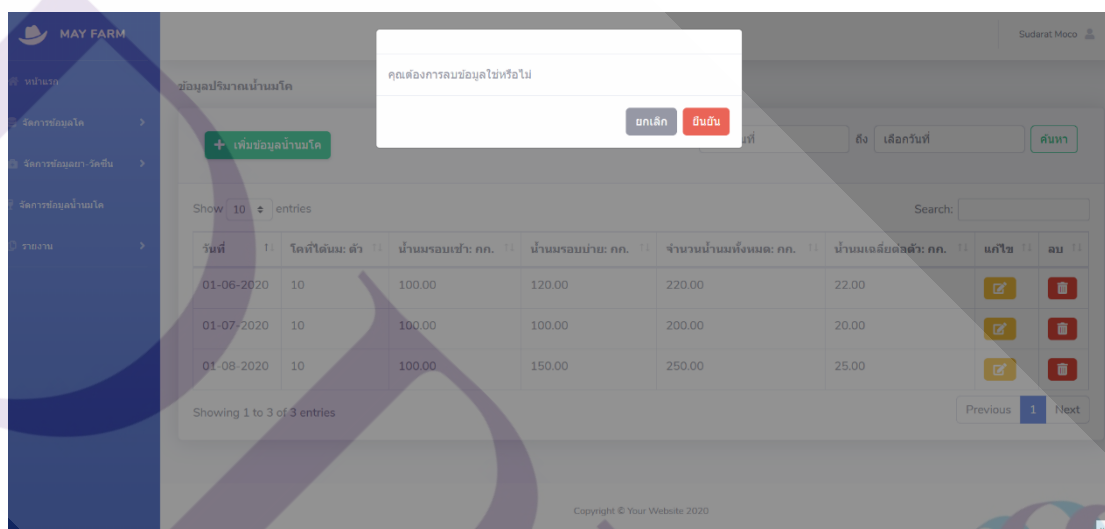 MAY FARM
Sudarat Moco
หน้าแรก
จัดการข้อมูลโค
จัดการข้อมูลยา-วัคซีน
จัดการข้อมูลน้ำนมโค
รายงาน
คุณต้องการลบข้อมูลใช่หรือไม่
ยกเลิก ยืนยัน
ข้อมูลปริมาณน้ำนมโค
+ เพิ่มข้อมูลน้ำนมโค
ถึง เลือกวันที่ ค้นหา
Show 10 entries Search:
วันที่ โคที่ได้นม: ตัว น้ำนมรอบเช้า: กก. น้ำนมรอบบ่าย: กก. จำนวนน้ำนมทั้งหมด: กก. น้ำนมเฉลี่ยต่อตัว: กก. แก้ไข ลบ
01-06-2020 10 100.00 120.00 220.00 22.00
01-07-2020 10 100.00 100.00 200.00 20.00
01-08-2020 10 100.00 150.00 250.00 25.00
Showing 1 to 3 of 3 entries Previous 1 Next
Copyright © Your Website 2020